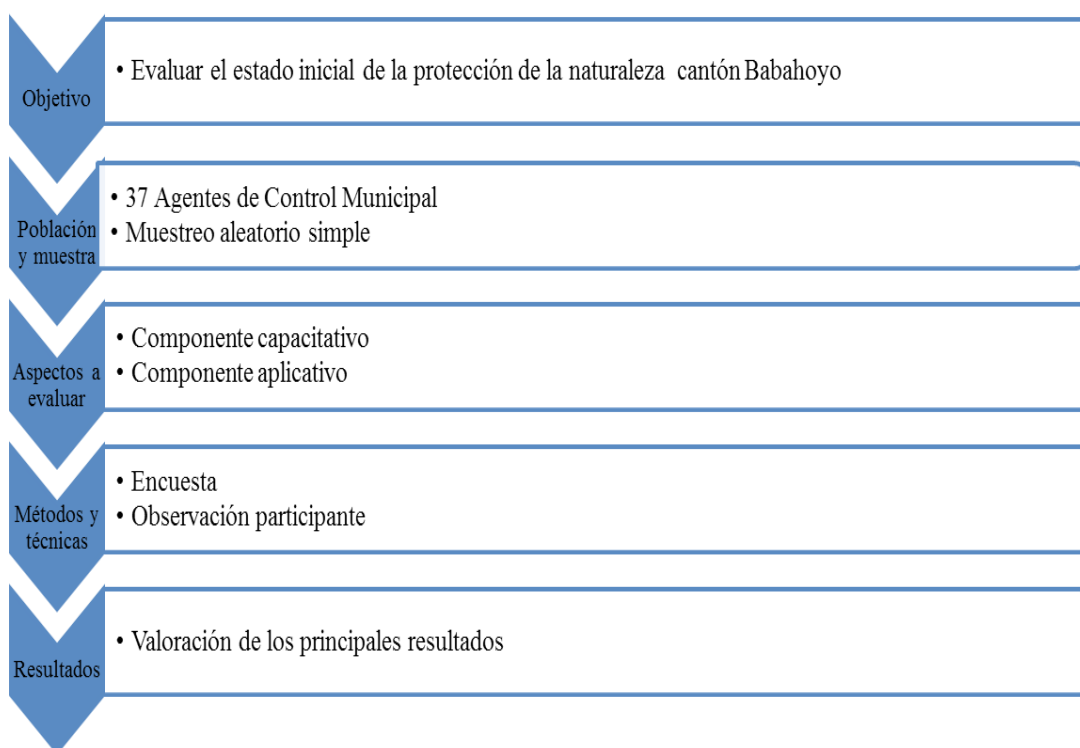 Objetivo
• Evaluar el estado inicial de la protección de la naturaleza cantón Babahoyo
Población
y muestra
• 37 Agentes de Control Municipal
• Muestreo aleatorio simple
Aspectos a
evaluar
• Componente capacitativo
• Componente aplicativo
Métodos y
técnicas
• Encuesta
• Observación participante
Resultados
• Valoración de los principales resultados